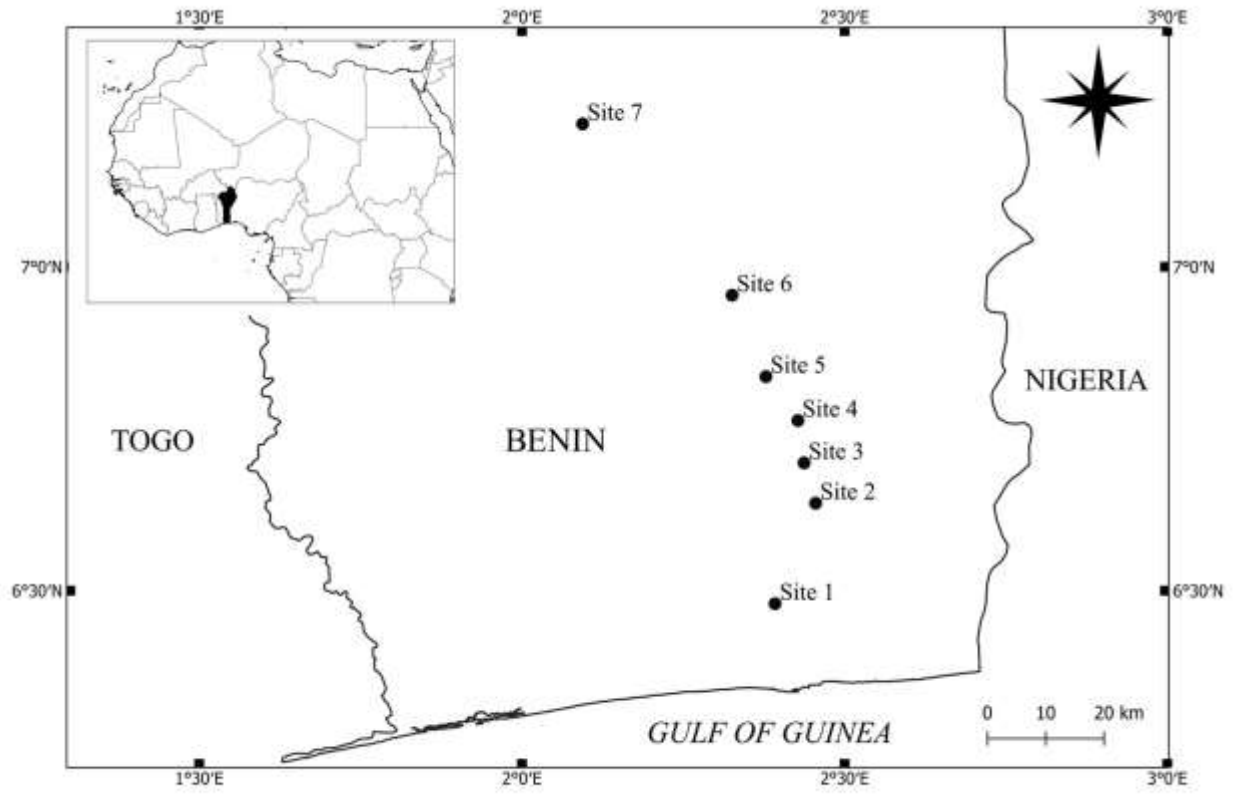 1°30'E 2°0'E 2°30'E 3°0'E
Site 7
7°0'N 7°0'N
Site 6
Site 5
NIGERIA
Site 4
TOGO BENIN
Site 3
Site 2
6°30'N 6°30'N
Site 1
0 10 20 km
GULF OF GUINEA
1°30'E 2°0'E 2°30'E 3°0'E